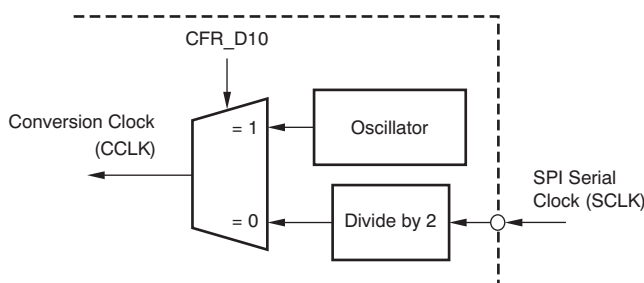 CFR_D10
Conversion Clock
(CCLK)
= 1
Oscillator
= 0
Divide by 2
SPI Serial
Clock (SCLK)